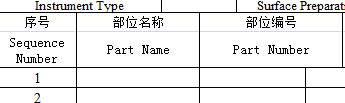 Instrument Type Surface Preparat
序号 部位名称 部位编号
Sequence Part Name Part Number
Number
1
2